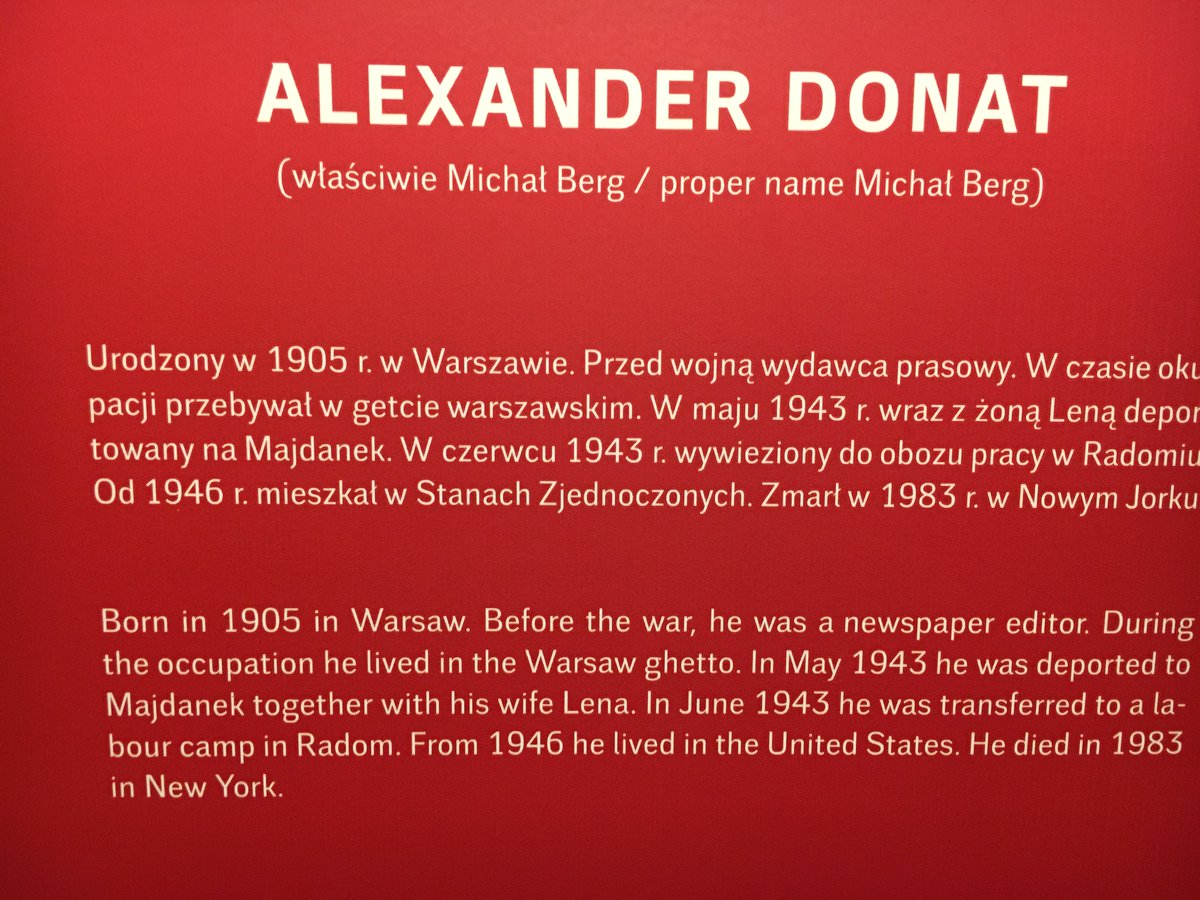 ALEXANDER DONAT
(właściwie Michał Berg / proper name Michał Berg)
Urodzony w 1905 r. w Warszawie. Przed wojną wydawca prasowy. W czasie oku
pacji przebywał w getcie warszawskim. W maju 1943 r. wraz z żoną Leną depor
towany na Majdanek. W czerwcu 1943 r. wywieziony do obozu pracy w Radomiu
Od 1946 r. mieszkał w Stanach Zjednoczonych. Zmarł w 1983 r. w Nowym Jorku
Born in 1905 in Warsaw. Before the war, he was a newspaper editor. During
the occupation he lived in the Warsaw ghetto. In May 1943 he was deported to
Majdanek together with his wife Lena. In June 1943 he was transferred to a la-
bour camp in Radom. From 1946 he lived in the United States. He died in 1983
in New York.